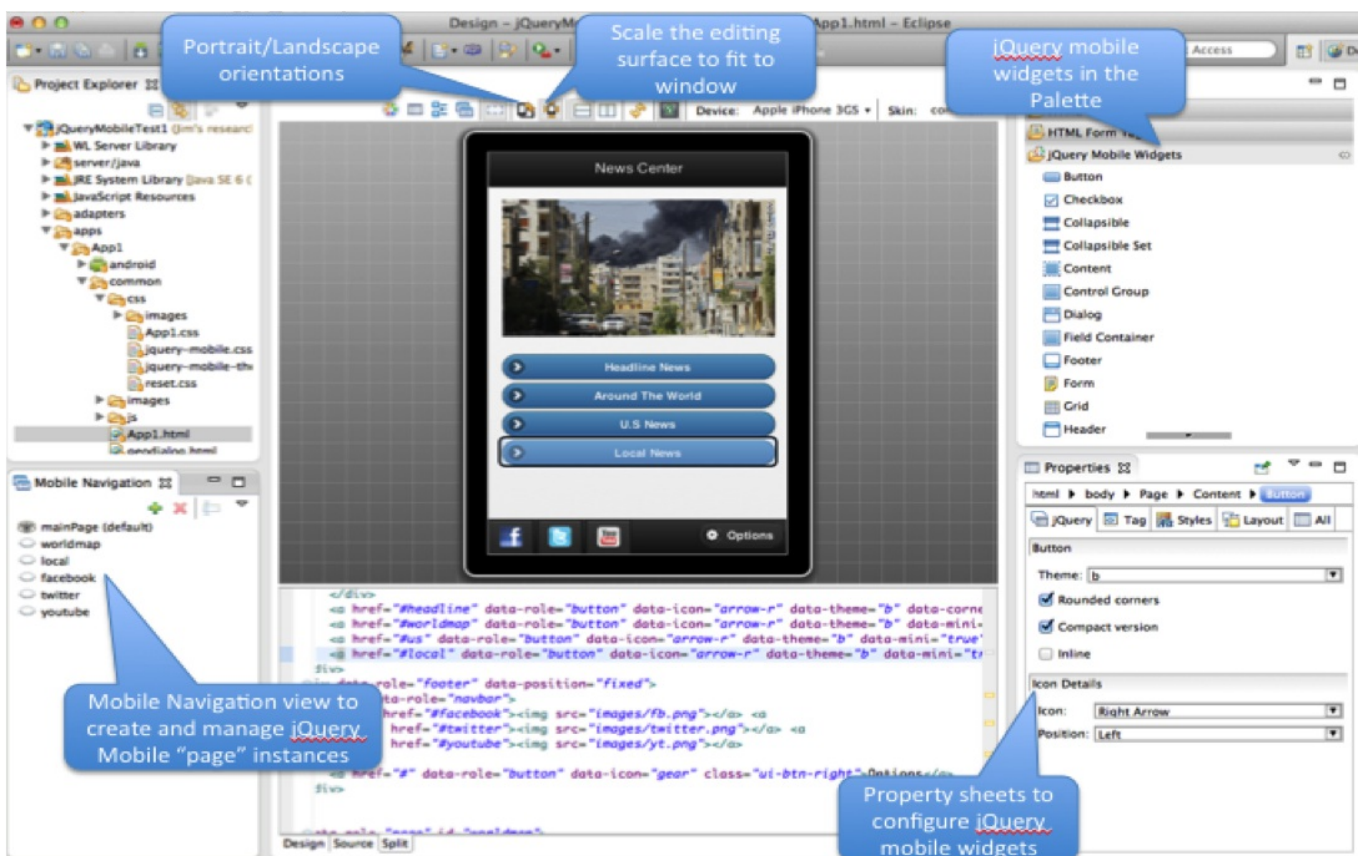 Design – jQueryM
App1.html – Eclipse
Portrait/Landscape
orientations
Scale the editing
surface to fit to
window
jQuery mobile
widgets in the
Palette
Access
Project Explorer
Device: Apple iPhone 3GS
Skin:
jQueryMobileTest1 (Jim's researc
WL Server Library
server/java
JRE System Library [Java SE 6 (
JavaScript Resources
adapters
apps
App1
android
common
css
images
App1.css
jquery-mobile.css
jquery-mobile-the
reset.css
images
js
App1.html
News Center
Headline News
Around The World
U.S News
Local News
Options
HTML Form
jQuery Mobile Widgets
Button
Checkbox
Collapsible
Collapsible Set
Content
Control Group
Dialog
Field Container
Footer
Form
Grid
Header
Mobile Navigation
mainPage (default)
worldmap
local
facebook
twitter
youtube
Mobile Navigation view to
create and manage jQuery
Mobile “page” instances
</div>
<a href="#headline" data-role="button" data-icon="arrow-r" data-theme="b" data-corne
<a href="#worldmap" data-role="button" data-icon="arrow-r" data-theme="b" data-mini=
<a href="#us" data-role="button" data-icon="arrow-r" data-theme="b" data-mini="true"
<a href="#local" data-role="button" data-icon="arrow-r" data-theme="b" data-mini="tr
div>
data-role="footer" data-position="fixed">
data-role="navbar">
href="#facebook"><img src="images/fb.png"></a> <a
href="#twitter"><img src="images/twitter.png"></a> <a
href="#youtube"><img src="images/yt.png"></a>
<a href="#" data-role="button" data-icon="gear" class="ui-btn-right">Options</a>
div>
Design Source Split
Properties
html body Page Content Button
jQuery Tag Styles Layout All
Button
Theme: b
Rounded corners
Compact version
Inline
Icon Details
Icon: Right Arrow
Position: Left
Property sheets to
configure jQuery
mobile widgets